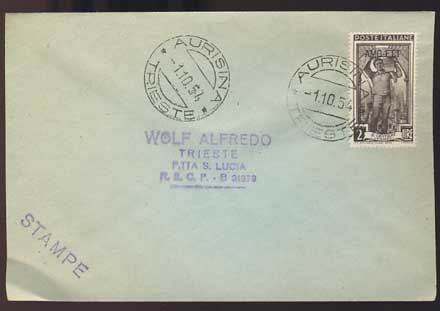 AURISINA
-1.10.54
* TRIESTE *
POSTE ITALIANE
AMG-FTT
AURISINA
-1.10.54
TRIESTE
2
WOLF ALFREDO
TRIESTE
P.TTA S. LUCIA
STAMPE